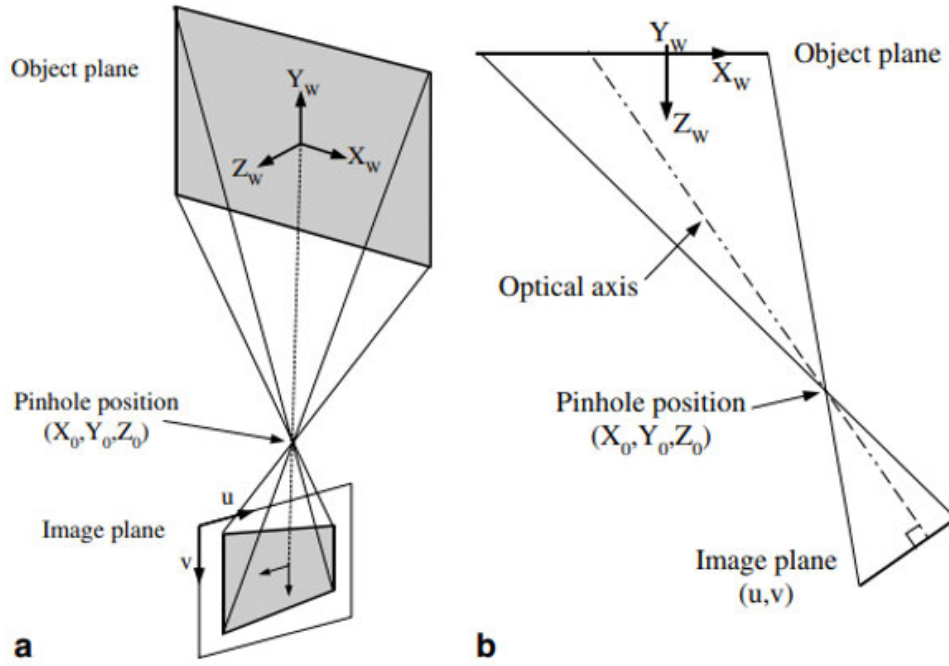 Object plane
Y_W
Z_W
X_W
Pinhole position
(X_0,Y_0,Z_0)
Image plane
u
v
a
Y_W
X_W
Z_W
Object plane
Optical axis
Pinhole position
(X_0,Y_0,Z_0)
Image plane
(u,v)
b